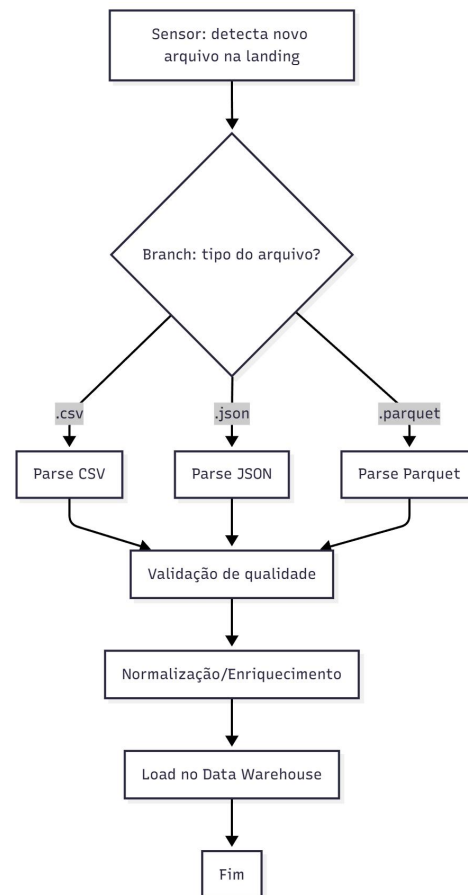 Sensor: detecta novo
arquivo na landing
Branch: tipo do arquivo?
.csv
.json
.parquet
Parse CSV
Parse JSON
Parse Parquet
Validação de qualidade
Normalização/Enriquecimento
Load no Data Warehouse
Fim